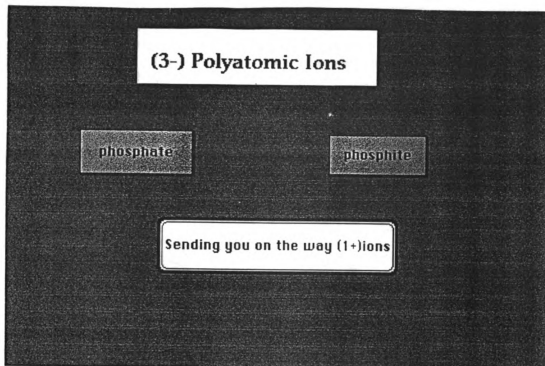 (3-) Polyatomic Ions
phosphate
phosphite
Sending you on the way (1+)ions